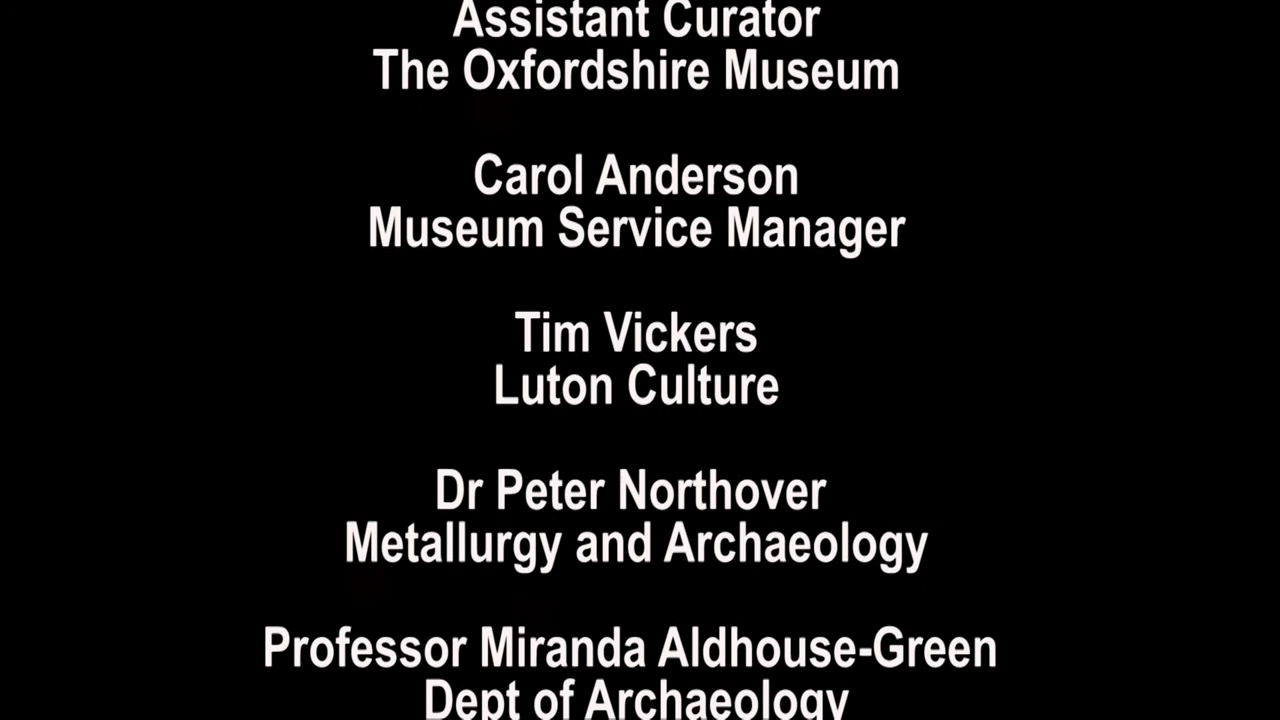 Assistant Curator
The Oxfordshire Museum
Carol Anderson
Museum Service Manager
Tim Vickers
Luton Culture
Dr Peter Northover
Metallurgy and Archaeology
Professor Miranda Aldhouse-Green
Dept of Archaeology